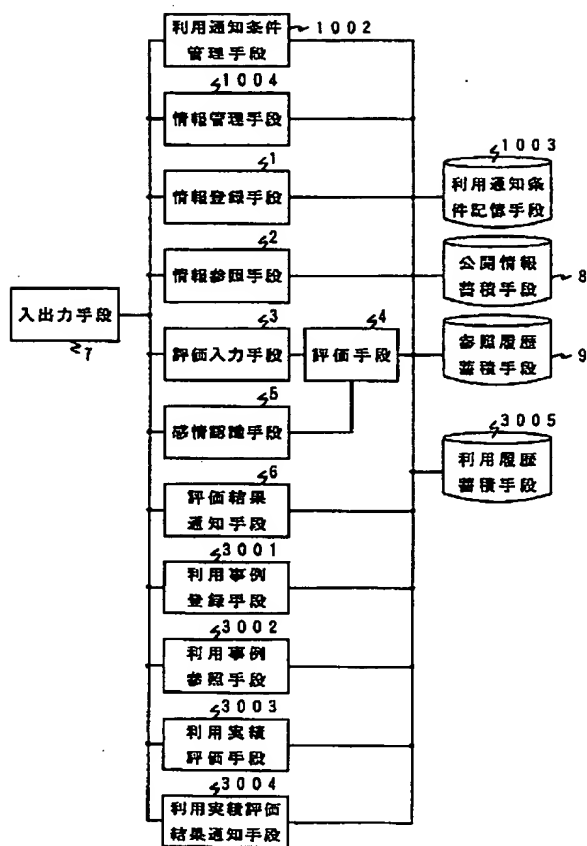 利用通知条件
管理手段
1002
1004
情報管理手段
1
情報登録手段
2
情報参照手段
3
評価入力手段
4
評価手段
5
感情認識手段
6
評価結果
通知手段
3001
利用事例
登録手段
3002
利用事例
参照手段
3003
利用実績
評価手段
3004
利用実績評価
結果通知手段
入出力手段
7
1003
利用通知条
件記憶手段
公開情報
蓄積手段
8
参照履歴
蓄積手段
9
3005
利用履歴
蓄積手段